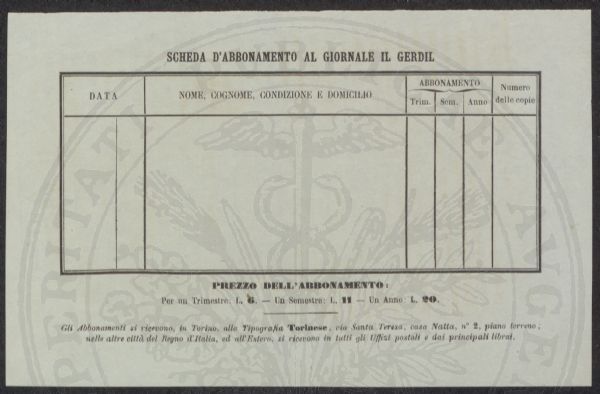 SCHEDA D'ABBONAMENTO AL GIORNALE IL GERDIL
DATA
NOME, COGNOME, CONDIZIONE E DOMICILIO
ABBONAMENTO
Trim. Sem. Anno
Numero
delle copie
PREZZO DELL'ABBONAMENTO:
Per un Trimestre: L. 6. — Un Semestre: L. 11 — Un Anno: L. 20.
Gli Abbonamenti si ricevono, in Torino, alla Tipografia Torinese, via Santa Teresa, casa Natta, n° 2, piano terreno;
nelle altre città del Regno d'Italia, ed all'Estero, si ricevono in tutti gli Uffizi postali e dai principali librai.